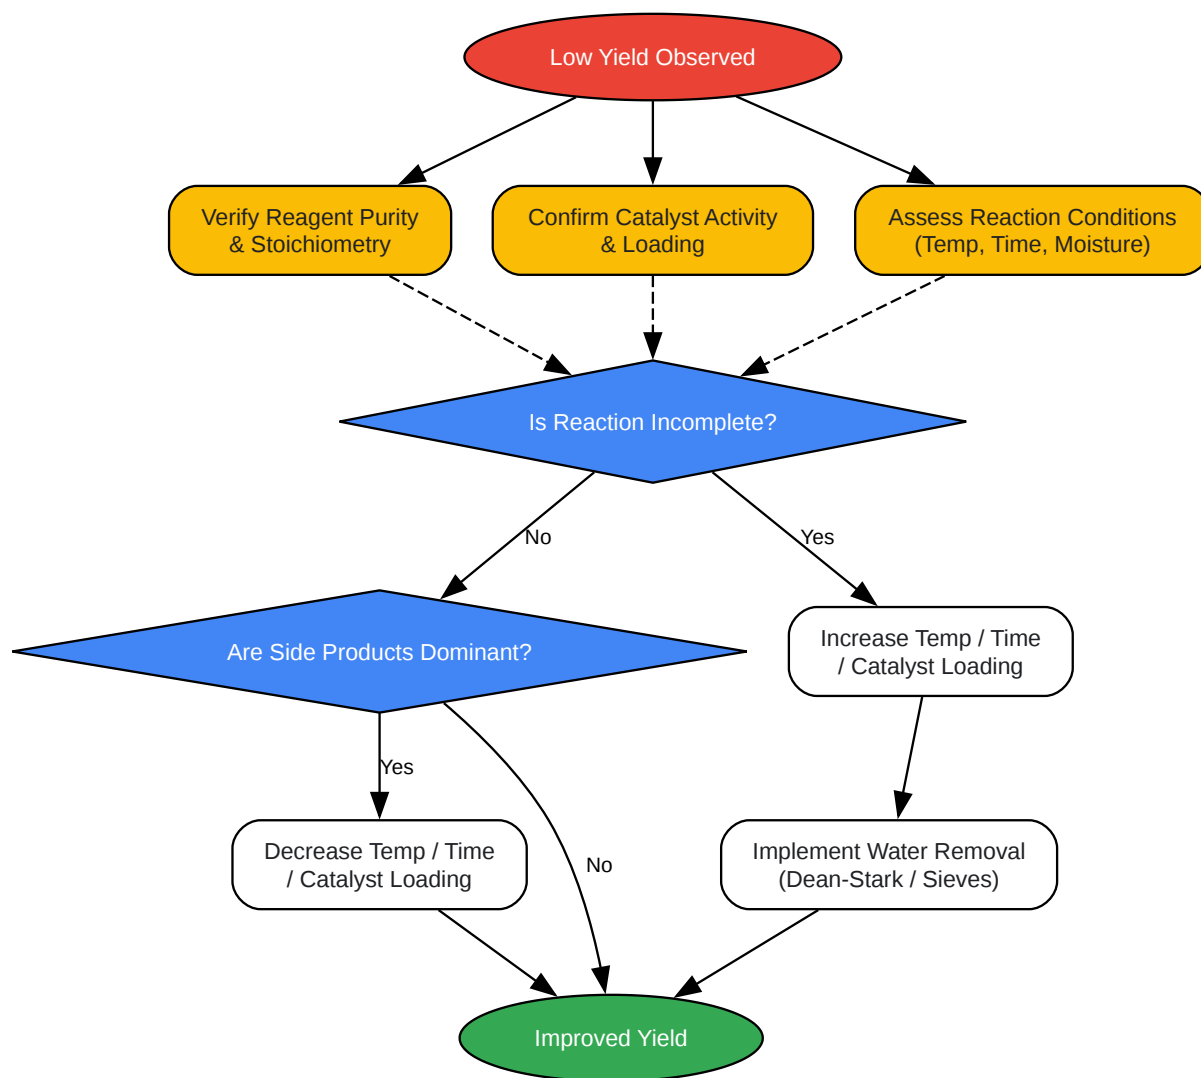 Low Yield Observed
Verify Reagent Purity
& Stoichiometry
Confirm Catalyst Activity
& Loading
Assess Reaction Conditions
(Temp, Time, Moisture)
Is Reaction Incomplete?
No
Yes
Are Side Products Dominant?
Increase Temp / Time
/ Catalyst Loading
Yes
No
Decrease Temp / Time
/ Catalyst Loading
Implement Water Removal
(Dean-Stark / Sieves)
Improved Yield